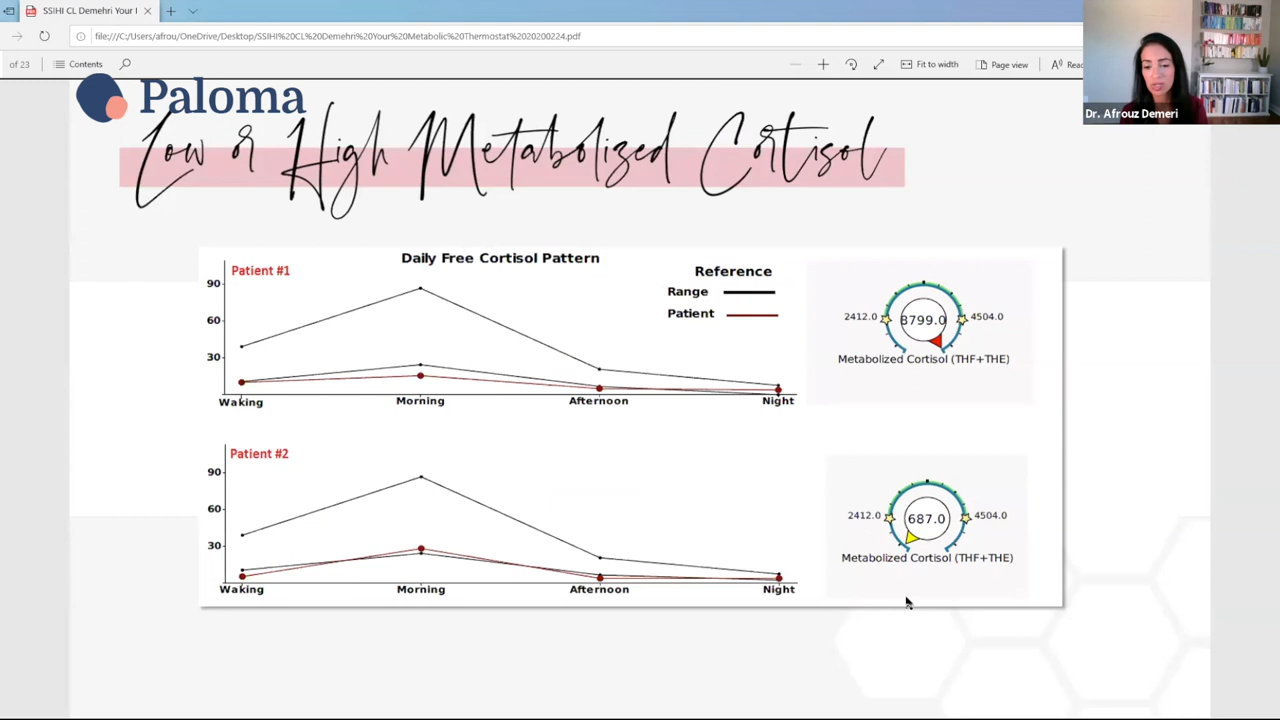 SSIHI CL Demehri Your I
file:///C:/Users/afrou/OneDrive/Desktop/SSIHI%20CL%20Demehri%20Your%20Metabolic%20Thermostat%2020200224.pdf
of 23
Contents
Fit to width
Page view
Rea
Dr. Afrouz Demeri
Paloma
Low or High Metabolized Cortisol
Daily Free Cortisol Pattern
Patient #1
Reference
Range
Patient
90
60
30
Waking
Morning
Afternoon
Night
2412.0
8799.0
4504.0
Metabolized Cortisol (THF+THE)
Patient #2
90
60
30
Waking
Morning
Afternoon
Night
2412.0
687.0
4504.0
Metabolized Cortisol (THF+THE)